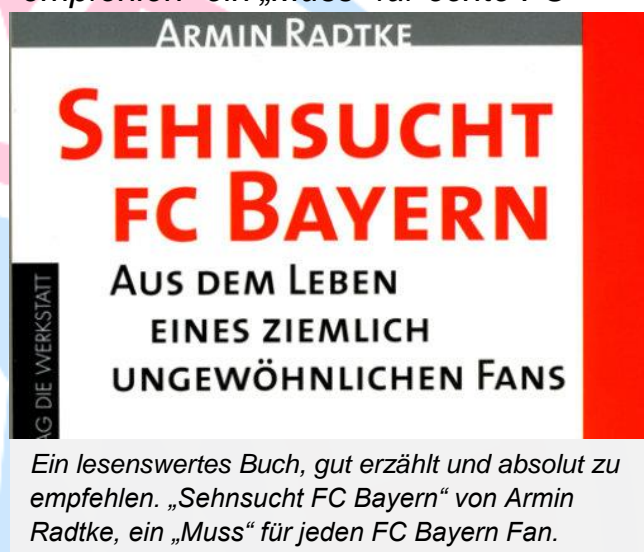 ARMIN RADTKE
SEHNSUCHT
FC BAYERN
AUS DEM LEBEN
EINES ZIEMLICH
UNGEWÖHNLICHEN FANS
AG DIE WERKSTATT
Ein lesenswertes Buch, gut erzählt und absolut zu
empfehlen. „Sehnsucht FC Bayern“ von Armin
Radtke, ein „Muss“ für jeden FC Bayern Fan.